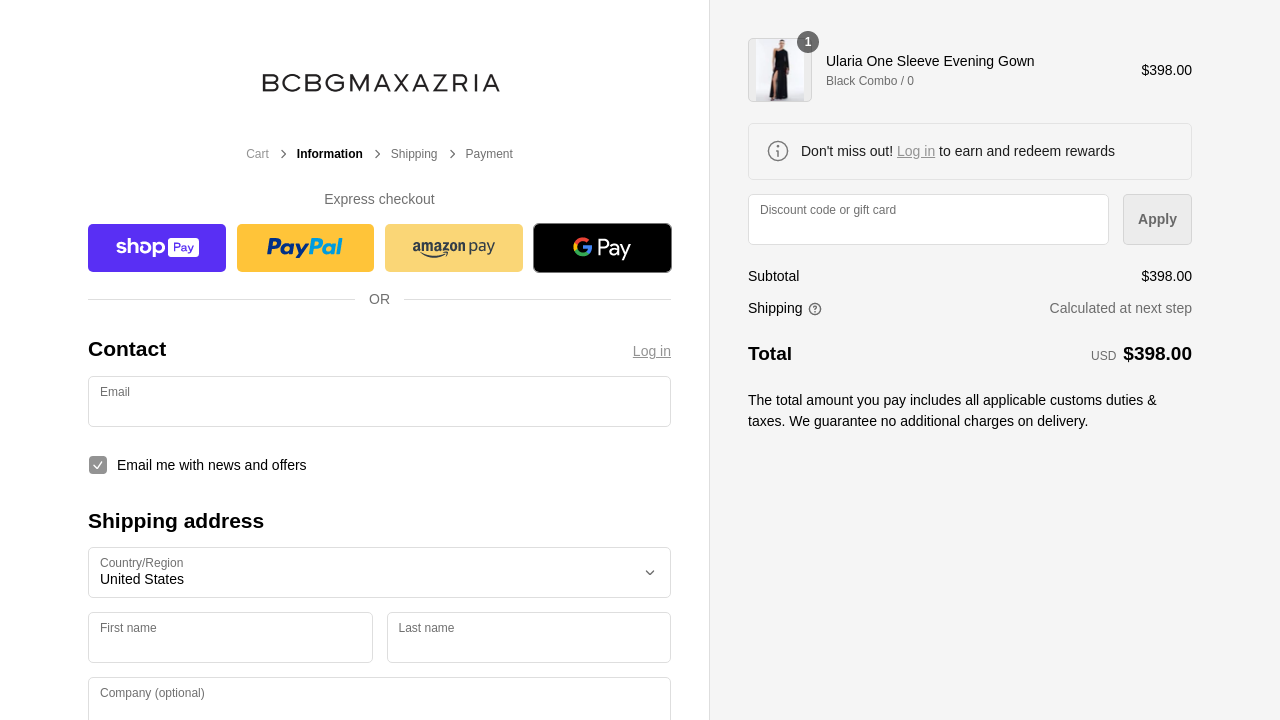 BCBGMAXAZRIA
Cart > Information > Shipping > Payment
Express checkout
shop Pay
PayPal
amazon pay
G Pay
OR
Contact
Log in
Email
Email me with news and offers
Shipping address
Country/Region
United States
First name
Last name
Company (optional)
1
Ularia One Sleeve Evening Gown
Black Combo / 0
$398.00
Don't miss out! Log in to earn and redeem rewards
Discount code or gift card
Apply
Subtotal
$398.00
Shipping
Calculated at next step
Total
USD $398.00
The total amount you pay includes all applicable customs duties &
taxes. We guarantee no additional charges on delivery.